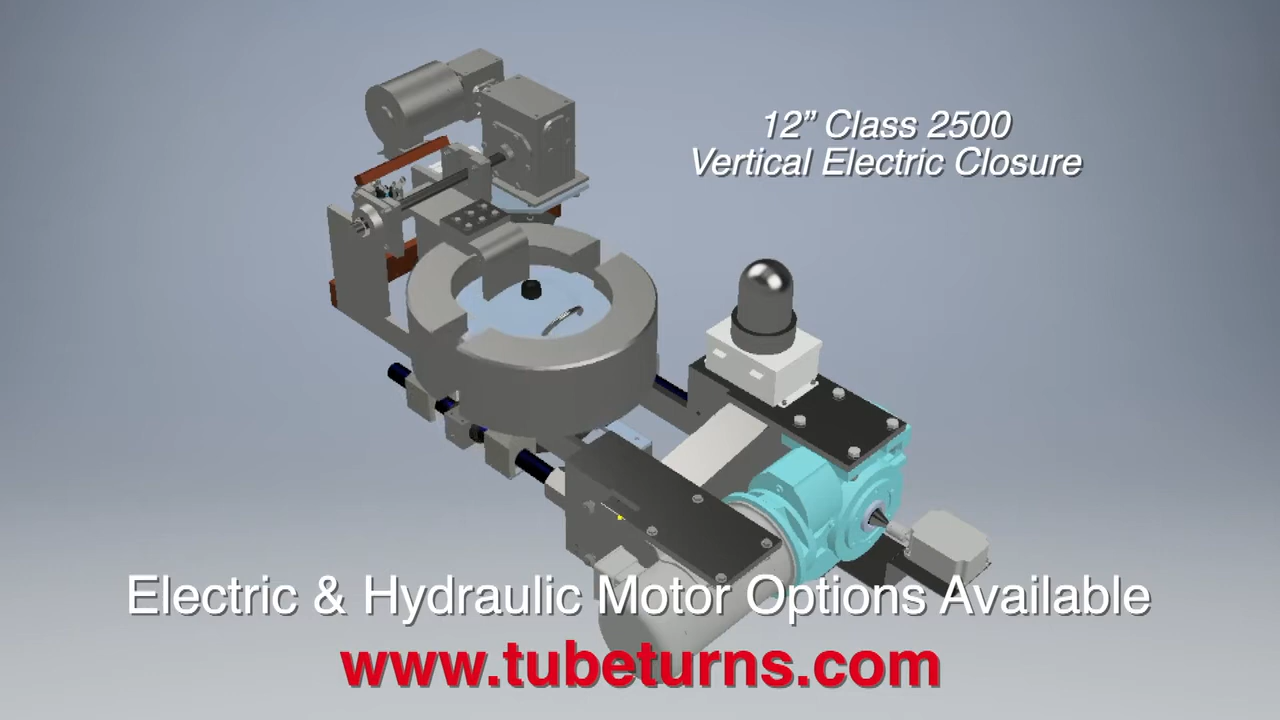 12” Class 2500
Vertical Electric Closure
Electric & Hydraulic Motor Options Available
www.tubeturns.com